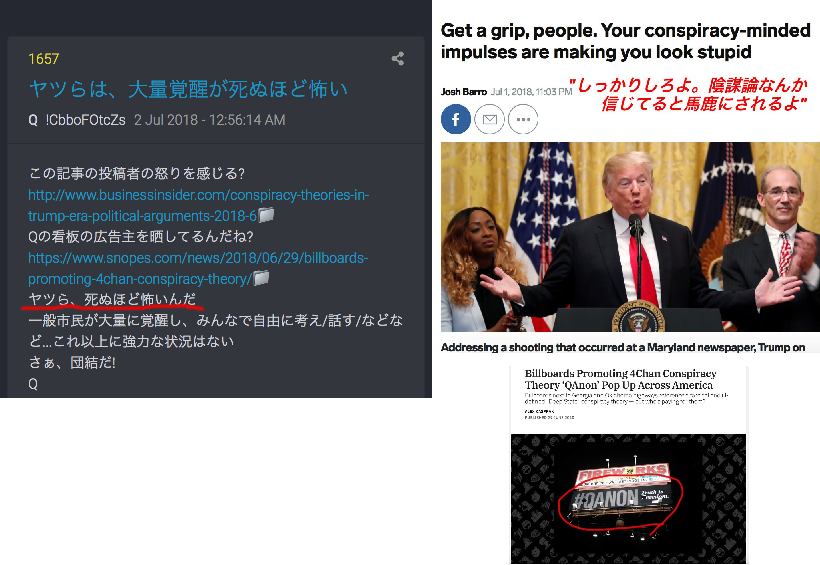 1657
ヤツらは、大量覚醒が死ぬほど怖い
Q !CbboFOtcZs 2 Jul 2018 - 12:56:14 AM
この記事の投稿者の怒りを感じる?
http://www.businessinsider.com/conspiracy-theories-in-
trump-era-political-arguments-2018-6
Qの看板の広告主を晒してるんだね?
https://www.snopes.com/news/2018/06/29/billboards-
promoting-4chan-conspiracy-theory/
ヤツら、死ぬほど怖いんだ
一般市民が大量に覚醒し、みんなで自由に考え/話す/などな
ど...これ以上に強力な状況はない
さぁ、団結だ!
Q
Get a grip, people. Your conspiracy-minded
impulses are making you look stupid
Josh Barro Jul 1, 2018, 11:03 PM
"しっかりしろよ。陰謀論なんか
信じてると馬鹿にされるよ"
Addressing a shooting that occurred at a Maryland newspaper, Trump on
Billboards Promoting 4Chan Conspiracy
Theory 'QAnon' Pop Up Across America
FIREWORKS
#QANON